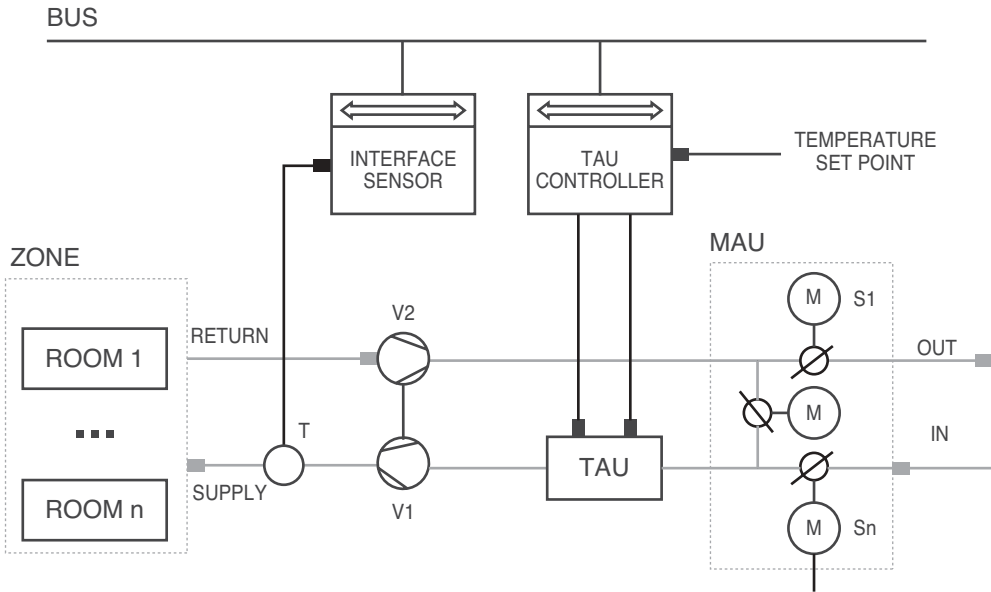 BUS
INTERFACE
SENSOR
TAU
CONTROLLER
TEMPERATURE
SET POINT
ZONE
MAU
M
S1
V2
RETURN
OUT
ROOM 1
M
T
IN
TAU
SUPPLY
ROOM n
V1
M
Sn